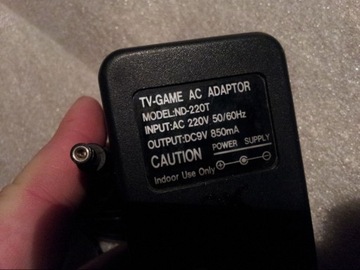 TV-GAME AC ADAPTOR
MODEL:ND-220T
INPUT:AC 220V 50/60Hz
OUTPUT:DC9V 850mA
CAUTION POWER SUPPLY
Indoor Use Only + -